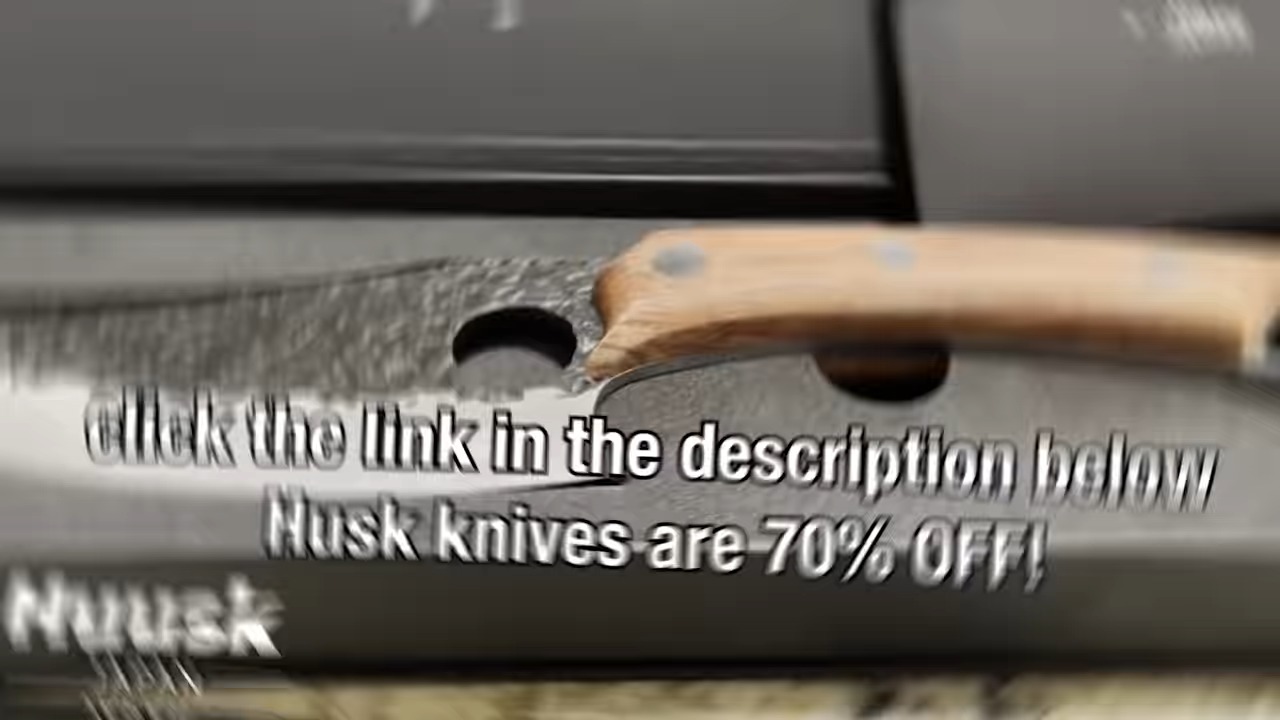 click the link in the description below
Nusk knives are 70% OFF!
Nuusk